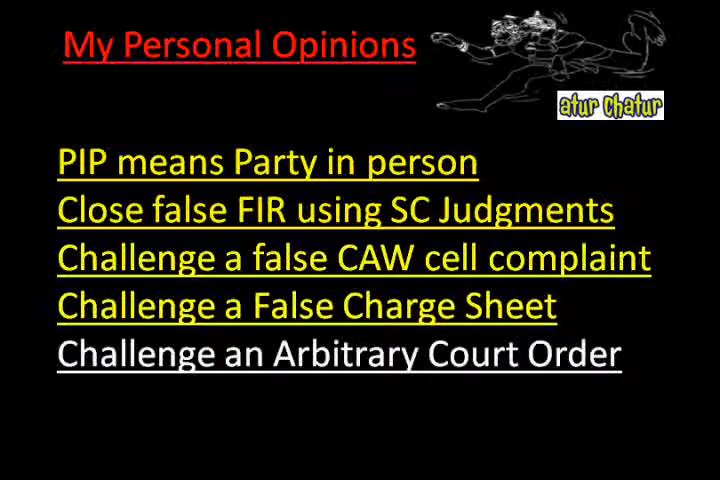 My Personal Opinions
atur chatur
PIP means Party in person
Close false FIR using SC Judgments
Challenge a false CAW cell complaint
Challenge a False Charge Sheet
Challenge an Arbitrary Court Order